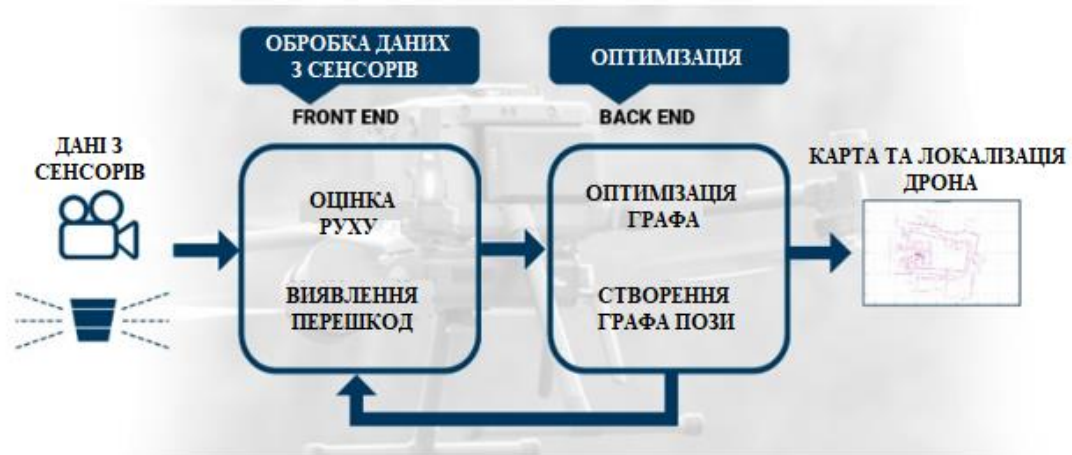 ОБРОБКА ДАНИХ
З СЕНСОРІВ
ОПТИМІЗАЦІЯ
FRONT END
BACK END
ДАНІ З
СЕНСОРІВ
ОЦІНКА
РУХУ
ВИЯВЛЕННЯ
ПЕРЕШКОД
ОПТИМІЗАЦІЯ
ГРАФА
СТВОРЕННЯ
ГРАФА ПОЗИ
КАРТА ТА ЛОКАЛІЗАЦІЯ
ДРОНА